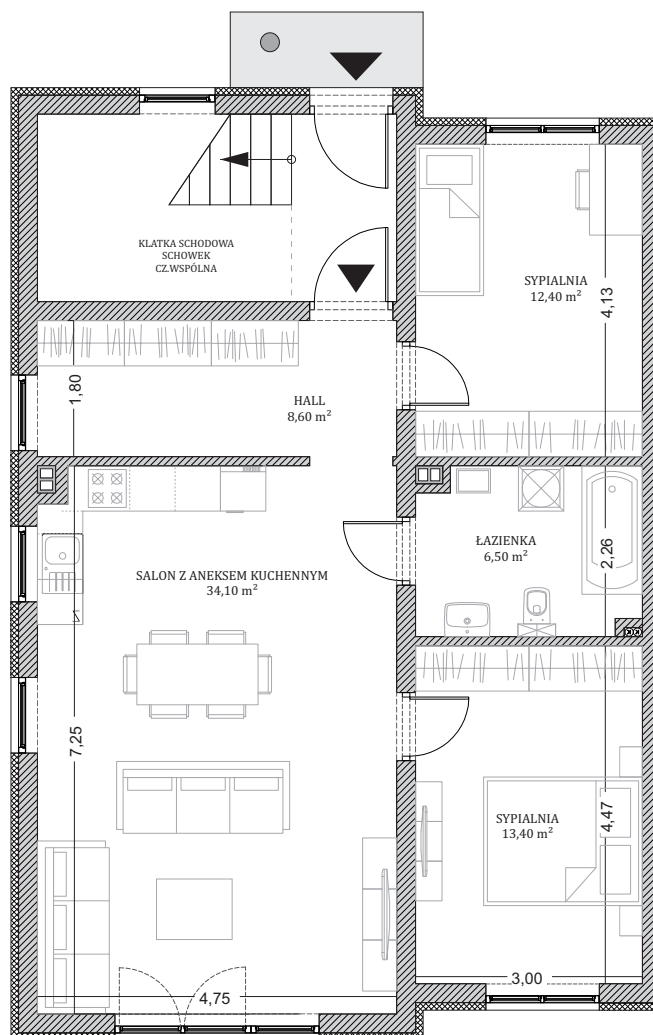 KLATKA SCHODOWA
SCHOWEK
CZ.WSPÓLNA
SYPIALNIA
12,40 m²
4,13
1,80
HALL
8,60 m²
ŁAZIENKA
6,50 m²
2,26
SALON Z ANEKSEM KUCHENNYM
34,10 m²
7,25
SYPIALNIA
13,40 m²
4,47
3,00
4,75